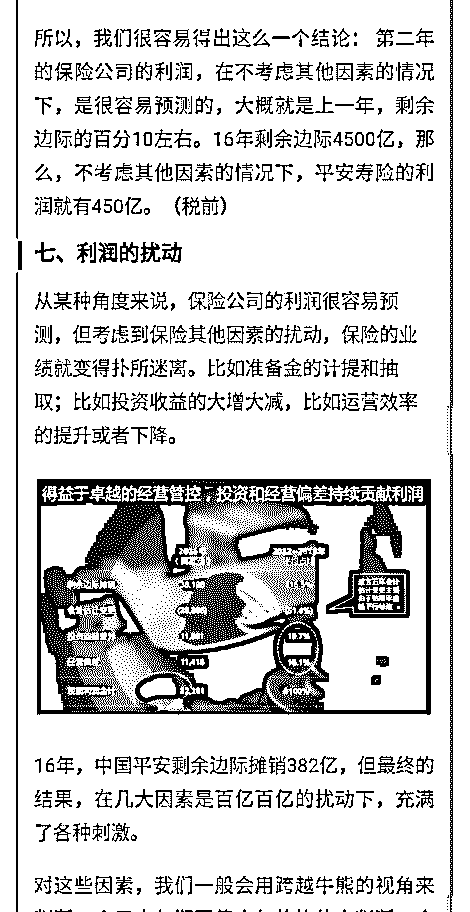 所以，我们很容易得出这么一个结论： 第二年
的保险公司的利润，在不考虑其他因素的情况
下，是很容易预测的，大概就是上一年，剩余
边际的百分10左右。16年剩余边际4500亿，那
么，不考虑其他因素的情况下，平安寿险的利
润就有450亿。（税前）
七、利润的扰动
从某种角度来说，保险公司的利润很容易预
测，但考虑到保险其他因素的扰动，保险的业
绩就变得扑所迷离。比如准备金的计提和抽
取；比如投资收益的大增大减，比如运营效率
的提升或者下降。
得益于卓越的经营管控，投资和经营偏差持续贡献利润
16年，中国平安剩余边际摊销382亿，但最终的
结果，在几大因素是百亿百亿的扰动下，充满
了各种刺激。
对这些因素，我们一般会用跨越牛熊的视角来